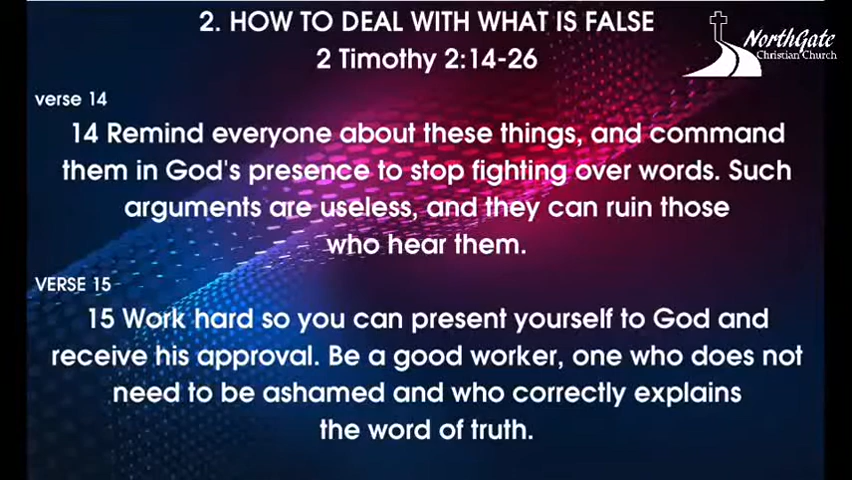 2. HOW TO DEAL WITH WHAT IS FALSE
2 Timothy 2:14-26
NorthGate
Christian Church
verse 14
14 Remind everyone about these things, and command
them in God's presence to stop fighting over words. Such
arguments are useless, and they can ruin those
who hear them.
VERSE 15
15 Work hard so you can present yourself to God and
receive his approval. Be a good worker, one who does not
need to be ashamed and who correctly explains
the word of truth.